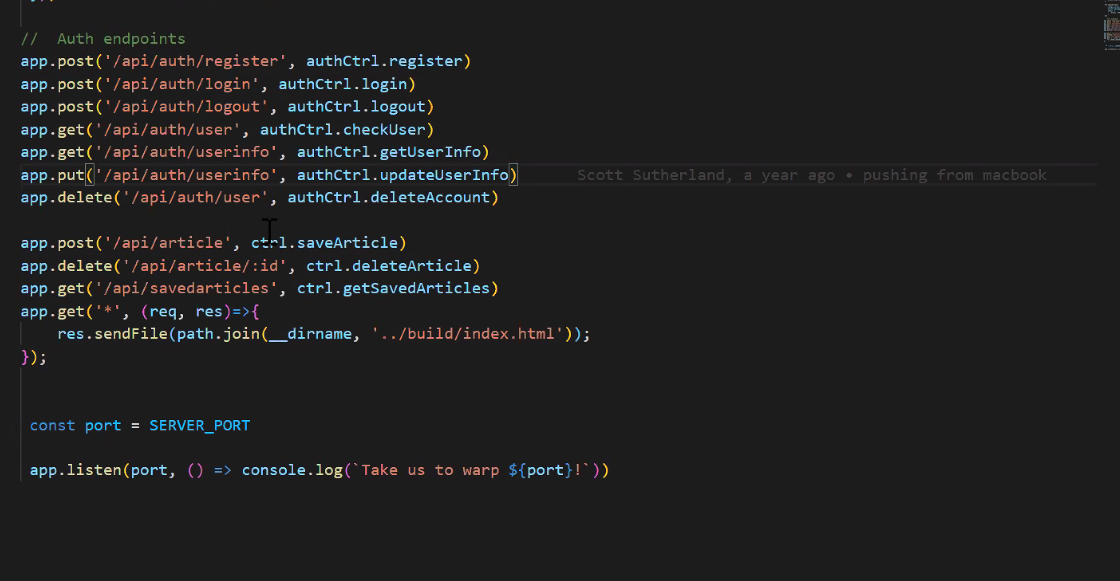 //  Auth endpoints
app.post('/api/auth/register', authCtrl.register)
app.post('/api/auth/login', authCtrl.login)
app.post('/api/auth/logout', authCtrl.logout)
app.get('/api/auth/user', authCtrl.checkUser)
app.get('/api/auth/userinfo', authCtrl.getUserInfo)
app.put('/api/auth/userinfo', authCtrl.updateUserInfo) Scott Sutherland, a year ago • pushing from macbook
app.delete('/api/auth/user', authCtrl.deleteAccount)
app.post('/api/article', ctrl.saveArticle)
app.delete('/api/article/:id', ctrl.deleteArticle)
app.get('/api/savedarticles', ctrl.getSavedArticles)
app.get('*', (req, res)=>{
    res.sendFile(path.join(__dirname, '../build/index.html'));
});
const port = SERVER_PORT
app.listen(port, () => console.log(`Take us to warp ${port}!`))